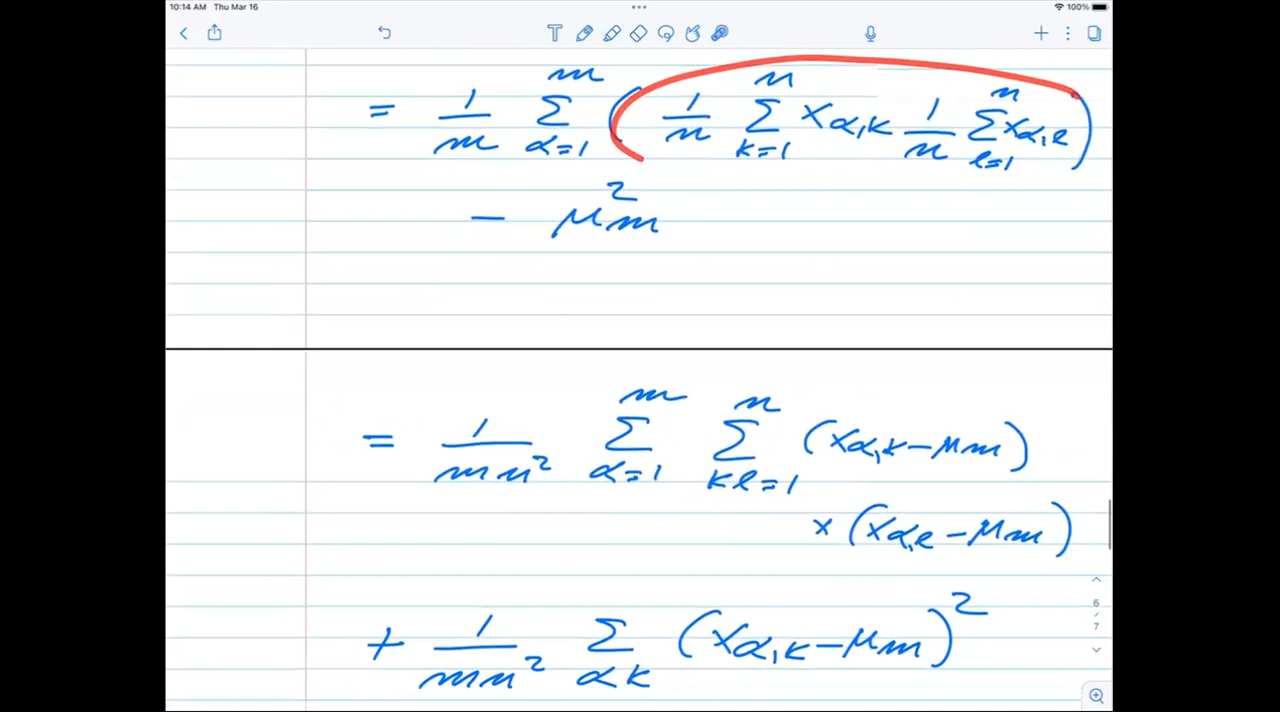 10:14 AM Thu Mar 16
100%
= 1/m Σ_{α=1}^{m} ( 1/n Σ_{k=1}^{n} x_{α,k} 1/n Σ_{l=1}^{n} x_{α,l} )
− μ_m^2
= 1/(mn^2) Σ_{α=1}^{m} Σ_{kl=1}^{n} (x_{α,k} − μ_m)
× (x_{α,l} − μ_m)
+ 1/(mn^2) Σ_{αk} (x_{α,k} − μ_m)^2
6
/
7